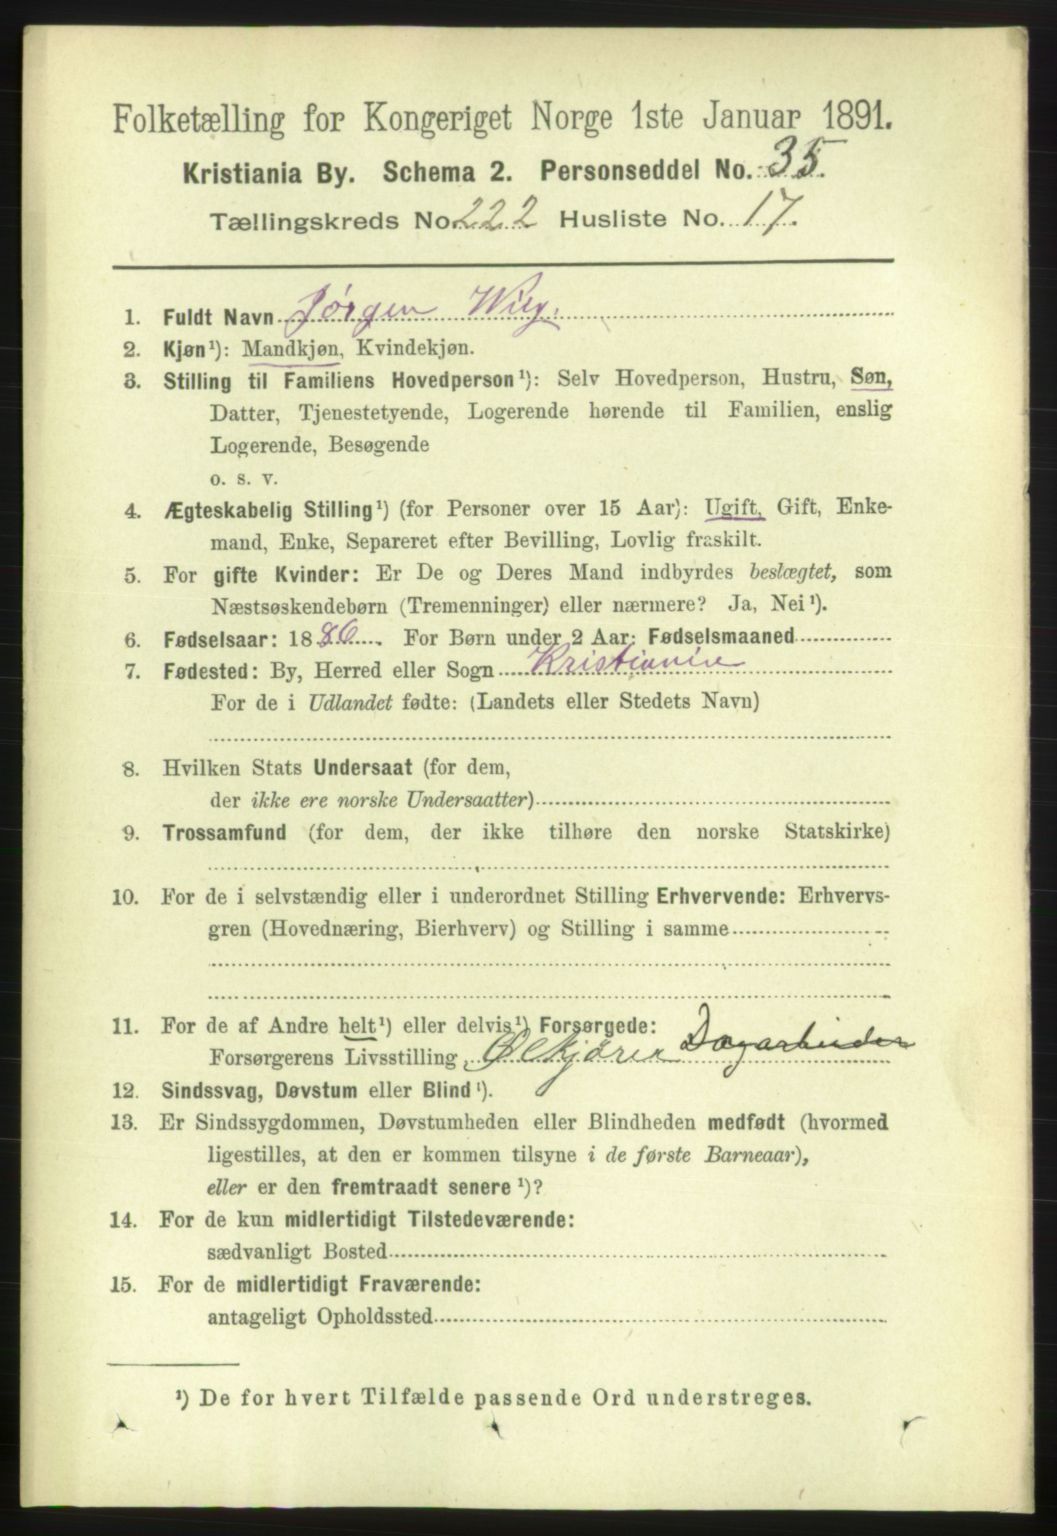 Folketælling for Kongeriget Norge 1ste Januar 1891.
Kristiania By. Schema 2. Personseddel No. 35.
Tællingskreds No. 222 Husliste No. 17.
1. Fuldt Navn Jørgen Wiig.
2. Kjøn¹): Mandkjøn, Kvindekjøn.
3. Stilling til Familiens Hovedperson¹): Selv Hovedperson, Hustru, Søn,
Datter, Tjenestetyende, Logerende hørende til Familien, enslig
Logerende, Besøgende
o. s. v.
4. Ægteskabelig Stilling¹) (for Personer over 15 Aar): Ugift, Gift, Enke-
mand, Enke, Separeret efter Bevilling, Lovlig fraskilt.
5. For gifte Kvinder: Er De og Deres Mand indbyrdes beslægtet, som
Næstsøskendebørn (Tremenninger) eller nærmere? Ja, Nei¹).
6. Fødselsaar: 1886. For Børn under 2 Aar: Fødselsmaaned
7. Fødested: By, Herred eller Sogn Kristiania
For de i Udlandet fødte: (Landets eller Stedets Navn)
8. Hvilken Stats Undersaat (for dem,
der ikke ere norske Undersaatter)
9. Trossamfund (for dem, der ikke tilhøre den norske Statskirke)
10. For de i selvstændig eller i underordnet Stilling Erhvervende: Erhvervs-
gren (Hovednæring, Bierhverv) og Stilling i samme
11. For de af Andre helt¹) eller delvis¹) Forsørgede:
Forsørgerens Livsstilling Ølkjører Dagarbeider
12. Sindssvag, Døvstum eller Blind¹).
13. Er Sindssygdommen, Døvstumheden eller Blindheden medfødt (hvormed
ligestilles, at den er kommen tilsyne i de første Barneaar),
eller er den fremtraadt senere¹)?
14. For de kun midlertidigt Tilstedeværende:
sædvanligt Bosted
15. For de midlertidigt Fraværende:
antageligt Opholdssted
¹) De for hvert Tilfælde passende Ord understreges.